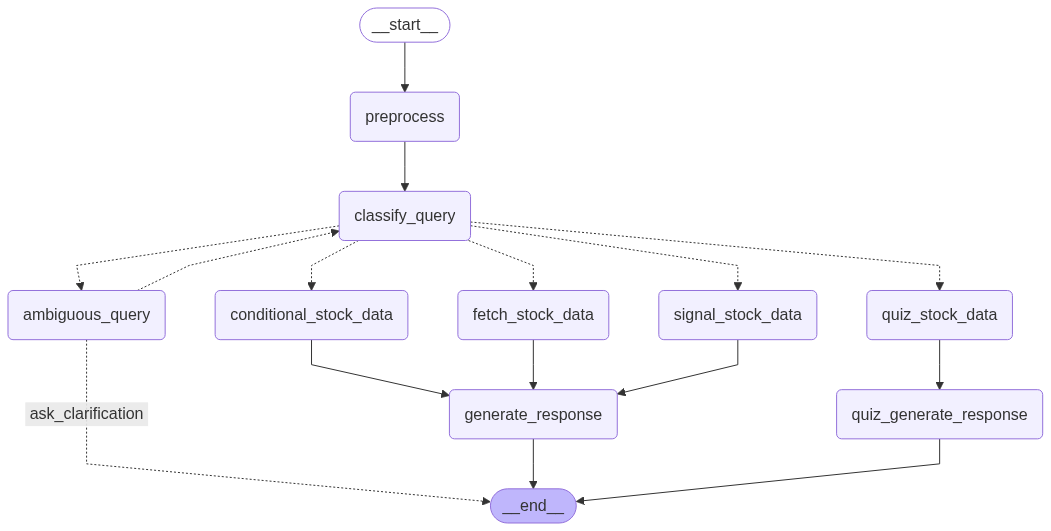 __start__
preprocess
classify_query
ambiguous_query
conditional_stock_data
fetch_stock_data
signal_stock_data
quiz_stock_data
ask_clarification
generate_response
quiz_generate_response
__end__